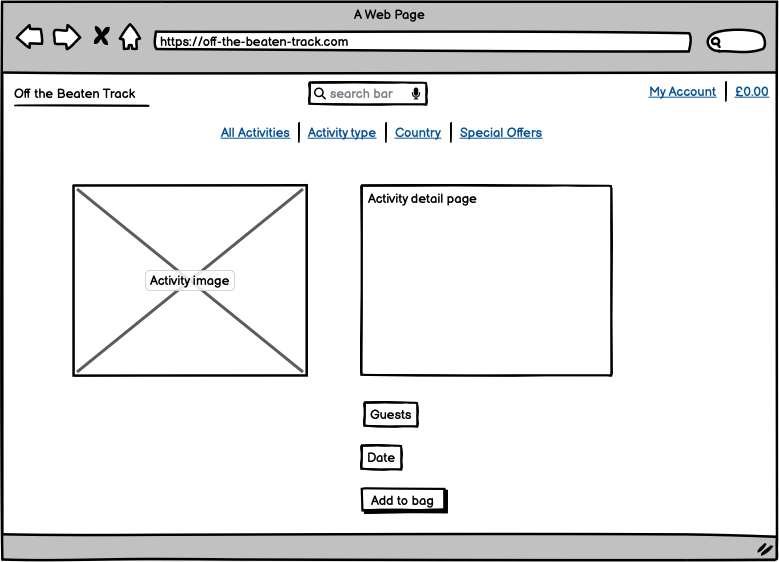 A Web Page
https://off-the-beaten-track.com
Off the Beaten Track
search bar
My Account
£0.00
All Activities
Activity type
Country
Special Offers
Activity image
Activity detail page
Guests
Date
Add to bag